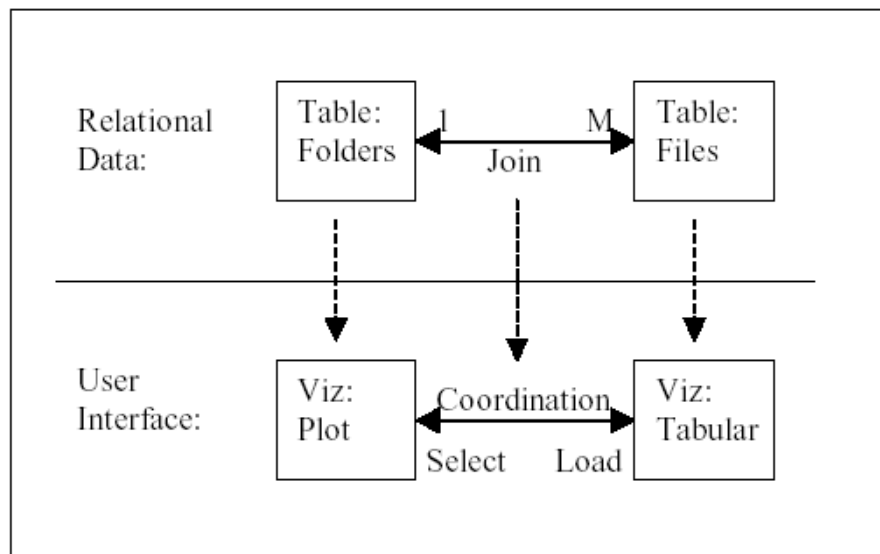 Relational
Data:
Table:
Folders
1
M
Join
Table:
Files
User
Interface:
Viz:
Plot
Coordination
Select
Load
Viz:
Tabular